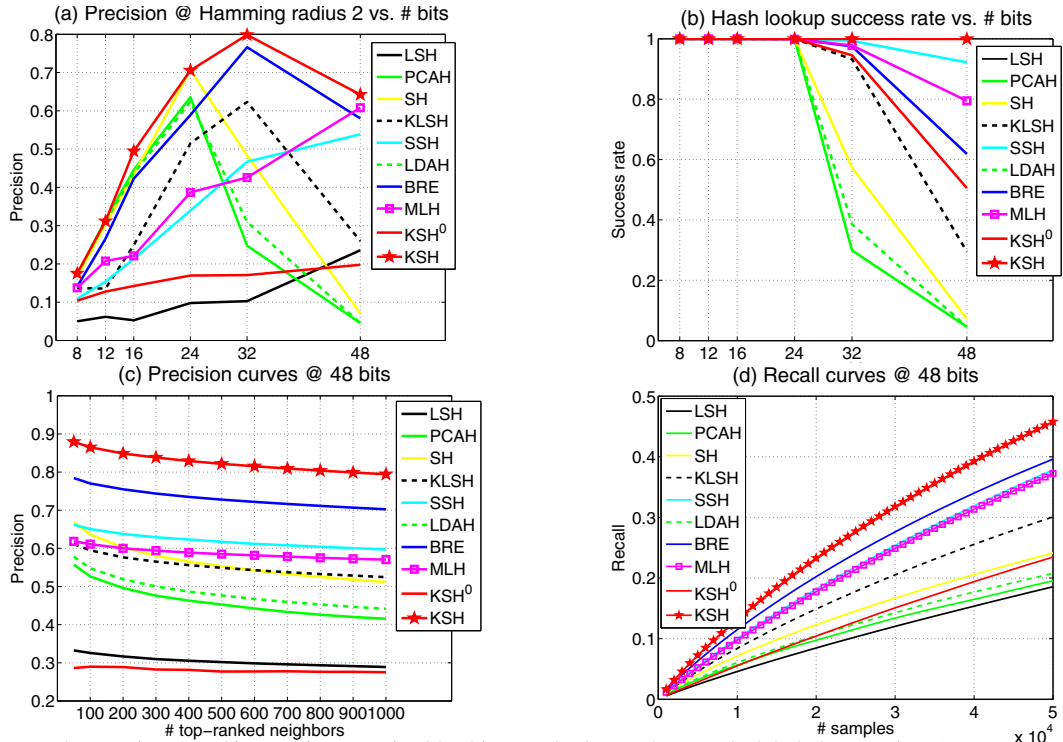 (a) Precision @ Hamming radius 2 vs. # bits
0.8
0.7
0.6
0.5
0.4
0.3
0.2
0.1
0
Precision
8 12 16 24 32 48
LSH
PCAH
SH
KLSH
SSH
LDAH
BRE
MLH
KSH⁰
KSH
(b) Hash lookup success rate vs. # bits
1
0.8
0.6
0.4
0.2
0
Success rate
8 12 16 24 32 48
LSH
PCAH
SH
KLSH
SSH
LDAH
BRE
MLH
KSH⁰
KSH
(c) Precision curves @ 48 bits
1
0.9
0.8
0.7
0.6
0.5
0.4
0.3
0.2
Precision
100 200 300 400 500 600 700 800 900 1000
# top−ranked neighbors
LSH
PCAH
SH
KLSH
SSH
LDAH
BRE
MLH
KSH⁰
KSH
(d) Recall curves @ 48 bits
0.5
0.4
0.3
0.2
0.1
0
Recall
0 1 2 3 4 5
# samples
x 10⁴
LSH
PCAH
SH
KLSH
SSH
LDAH
BRE
MLH
KSH⁰
KSH